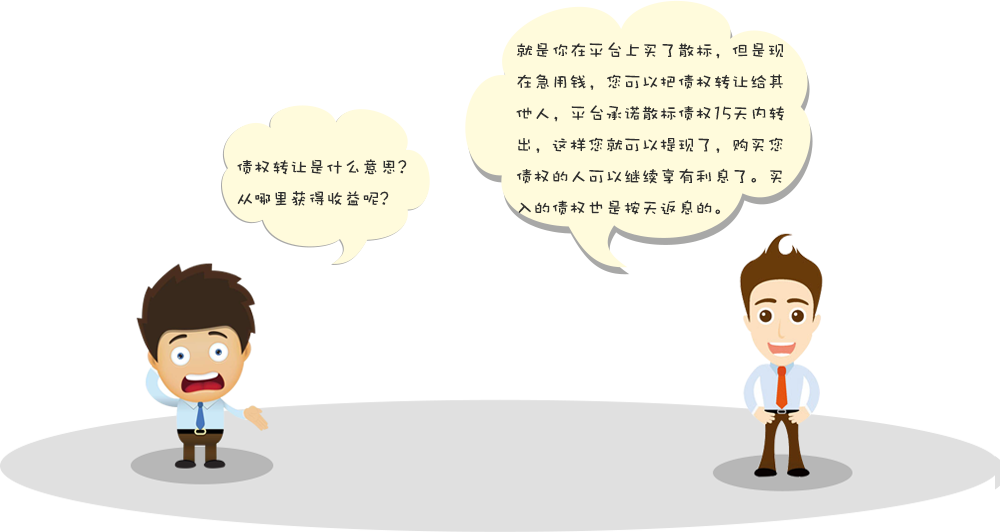 债权转让是什么意思?
从哪里获得收益呢?
就是你在平台上买了散标，但是现
在急用钱，您可以把债权转让给其
他人，平台承诺散标债权15天内转
出，这样您就可以提现了，购买您
债权的人可以继续享有利息了。买
入的债权也是按天返息的。